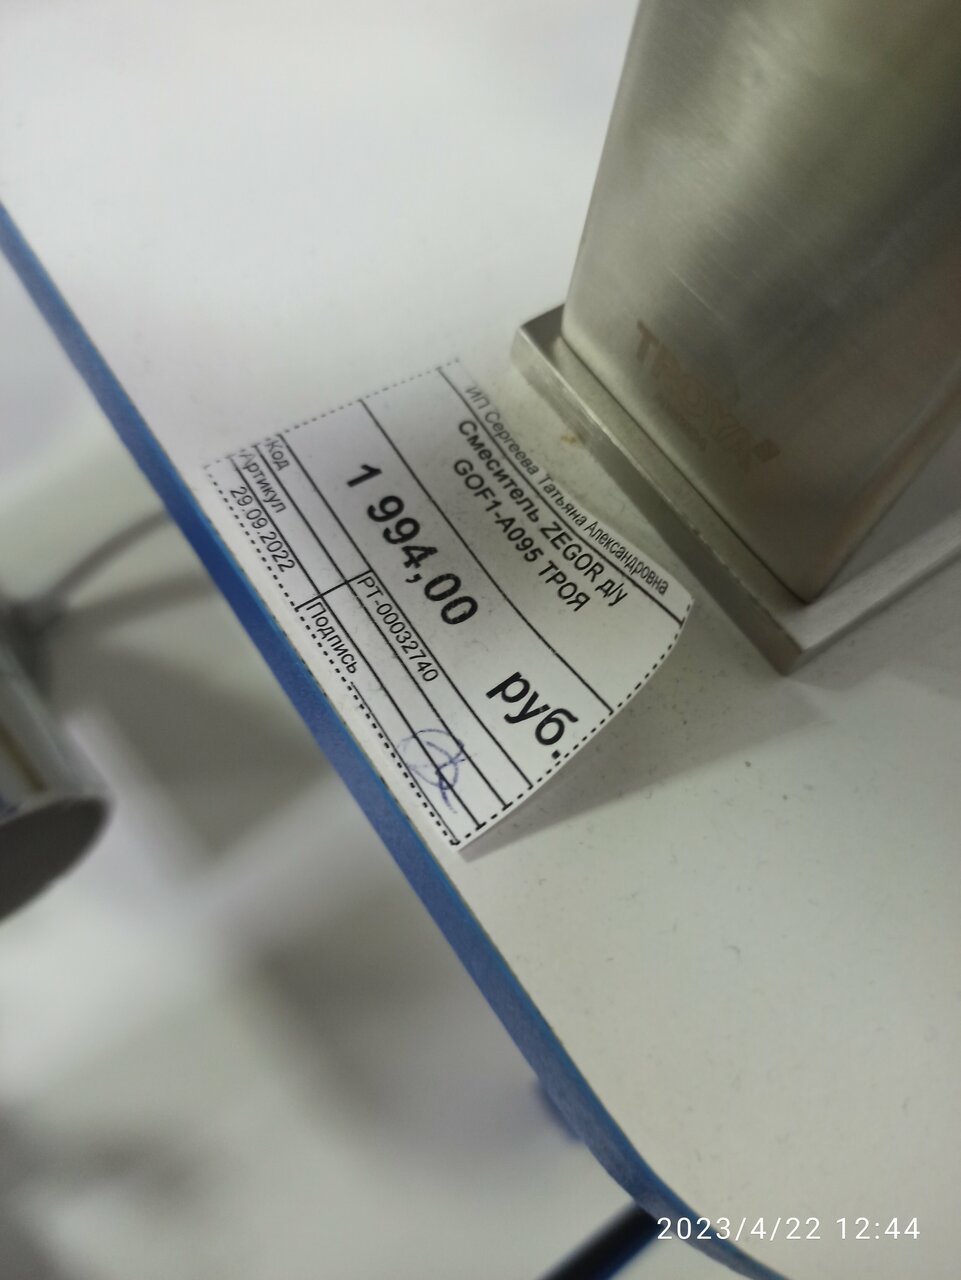 ИП Сергеева Татьяна Александровна
Смеситель ZEGOR д/у
GOF1-A095 ТРОЯ
1 994,00 руб.
Код РТ-00032740
Артикул
29.09.2022 Подпись
TROYA
2023/4/22 12:44